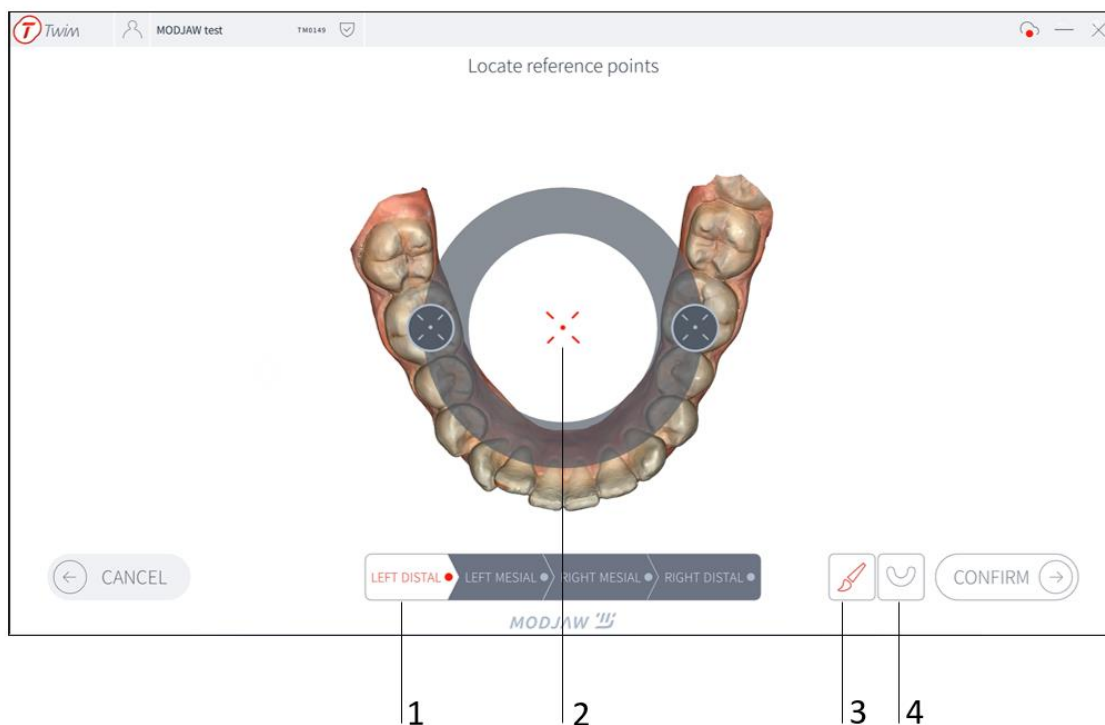 Twim MODJAW test TM0149
Locate reference points
CANCEL
LEFT DISTAL LEFT MESIAL RIGHT MESIAL RIGHT DISTAL
CONFIRM
MODJAW
1 2 3 4